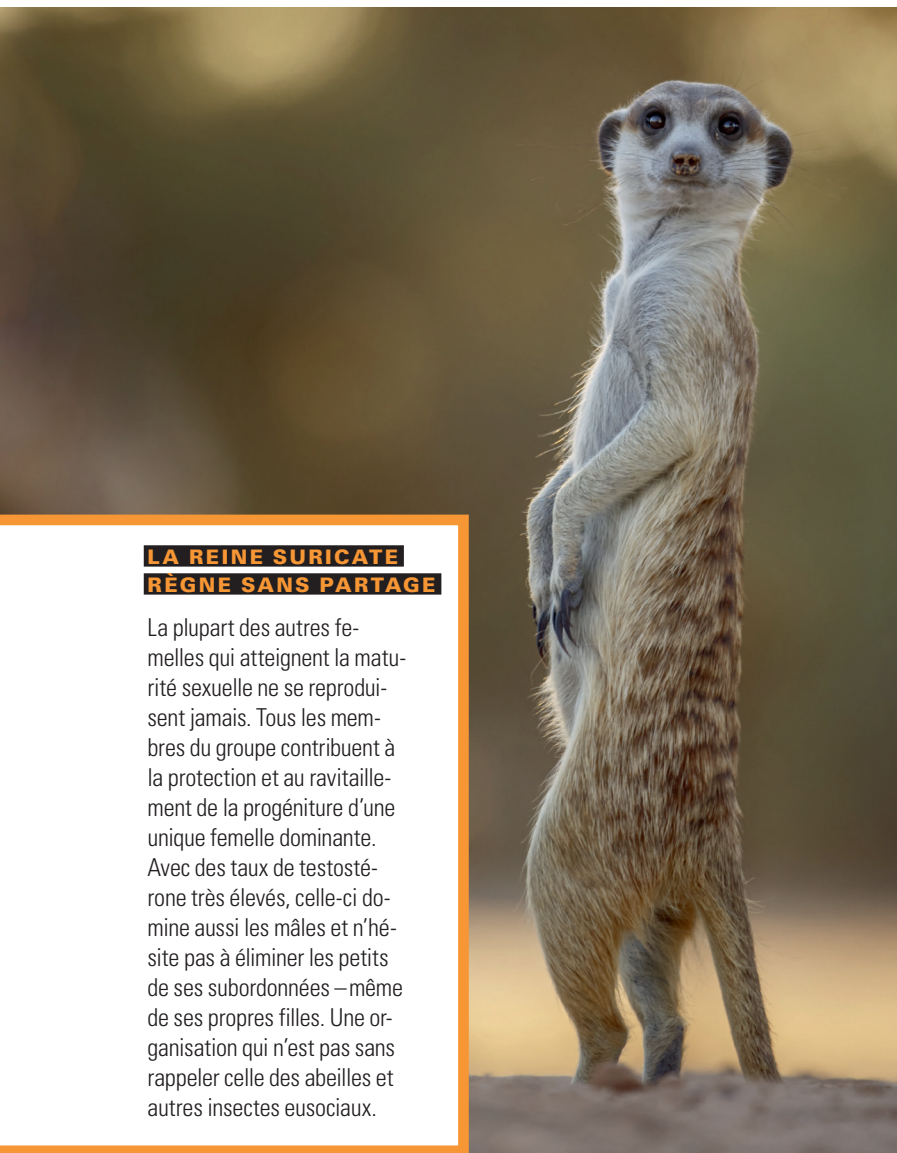 LA REINE SURICATE
RÈGNE SANS PARTAGE
La plupart des autres fe-
melles qui atteignent la matu-
rité sexuelle ne se reprodui-
sent jamais. Tous les mem-
bres du groupe contribuent à
la protection et au ravitaille-
ment de la progéniture d’une
unique femelle dominante.
Avec des taux de testosté-
rone très élevés, celle-ci do-
mine aussi les mâles et n’hé-
site pas à éliminer les petits
de ses subordonnées – même
de ses propres filles. Une or-
ganisation qui n’est pas sans
rappeler celle des abeilles et
autres insectes eusociaux.